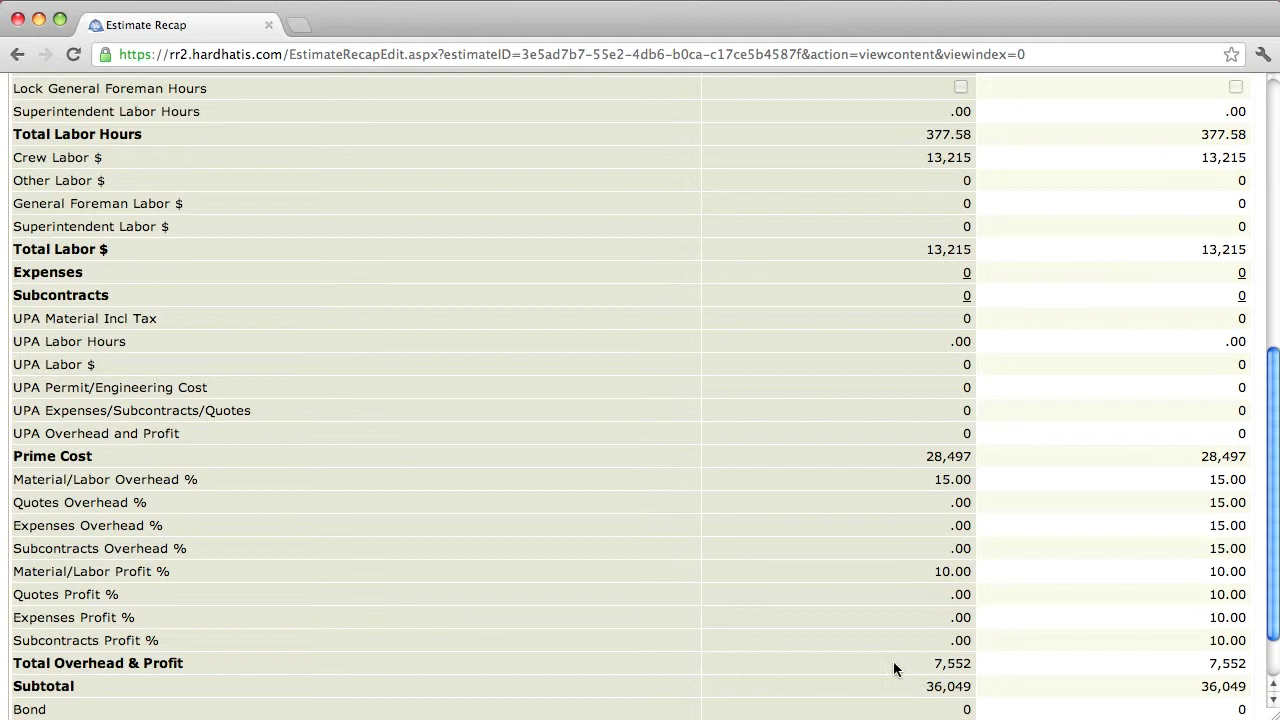 Estimate Recap
https://rr2.hardhatis.com/EstimateRecapEdit.aspx?estimateID=3e5ad7b7-55e2-4db6-b0ca-c17ce5b4587f&action=viewcontent&viewindex=0
Lock General Foreman Hours
Superintendent Labor Hours .00 .00
Total Labor Hours 377.58 377.58
Crew Labor $ 13,215 13,215
Other Labor $ 0 0
General Foreman Labor $ 0 0
Superintendent Labor $ 0 0
Total Labor $ 13,215 13,215
Expenses 0 0
Subcontracts 0 0
UPA Material Incl Tax 0 0
UPA Labor Hours .00 .00
UPA Labor $ 0 0
UPA Permit/Engineering Cost 0 0
UPA Expenses/Subcontracts/Quotes 0 0
UPA Overhead and Profit 0 0
Prime Cost 28,497 28,497
Material/Labor Overhead % 15.00 15.00
Quotes Overhead % .00 15.00
Expenses Overhead % .00 15.00
Subcontracts Overhead % .00 15.00
Material/Labor Profit % 10.00 10.00
Quotes Profit % .00 10.00
Expenses Profit % .00 10.00
Subcontracts Profit % .00 10.00
Total Overhead & Profit 7,552 7,552
Subtotal 36,049 36,049
Bond 0 0